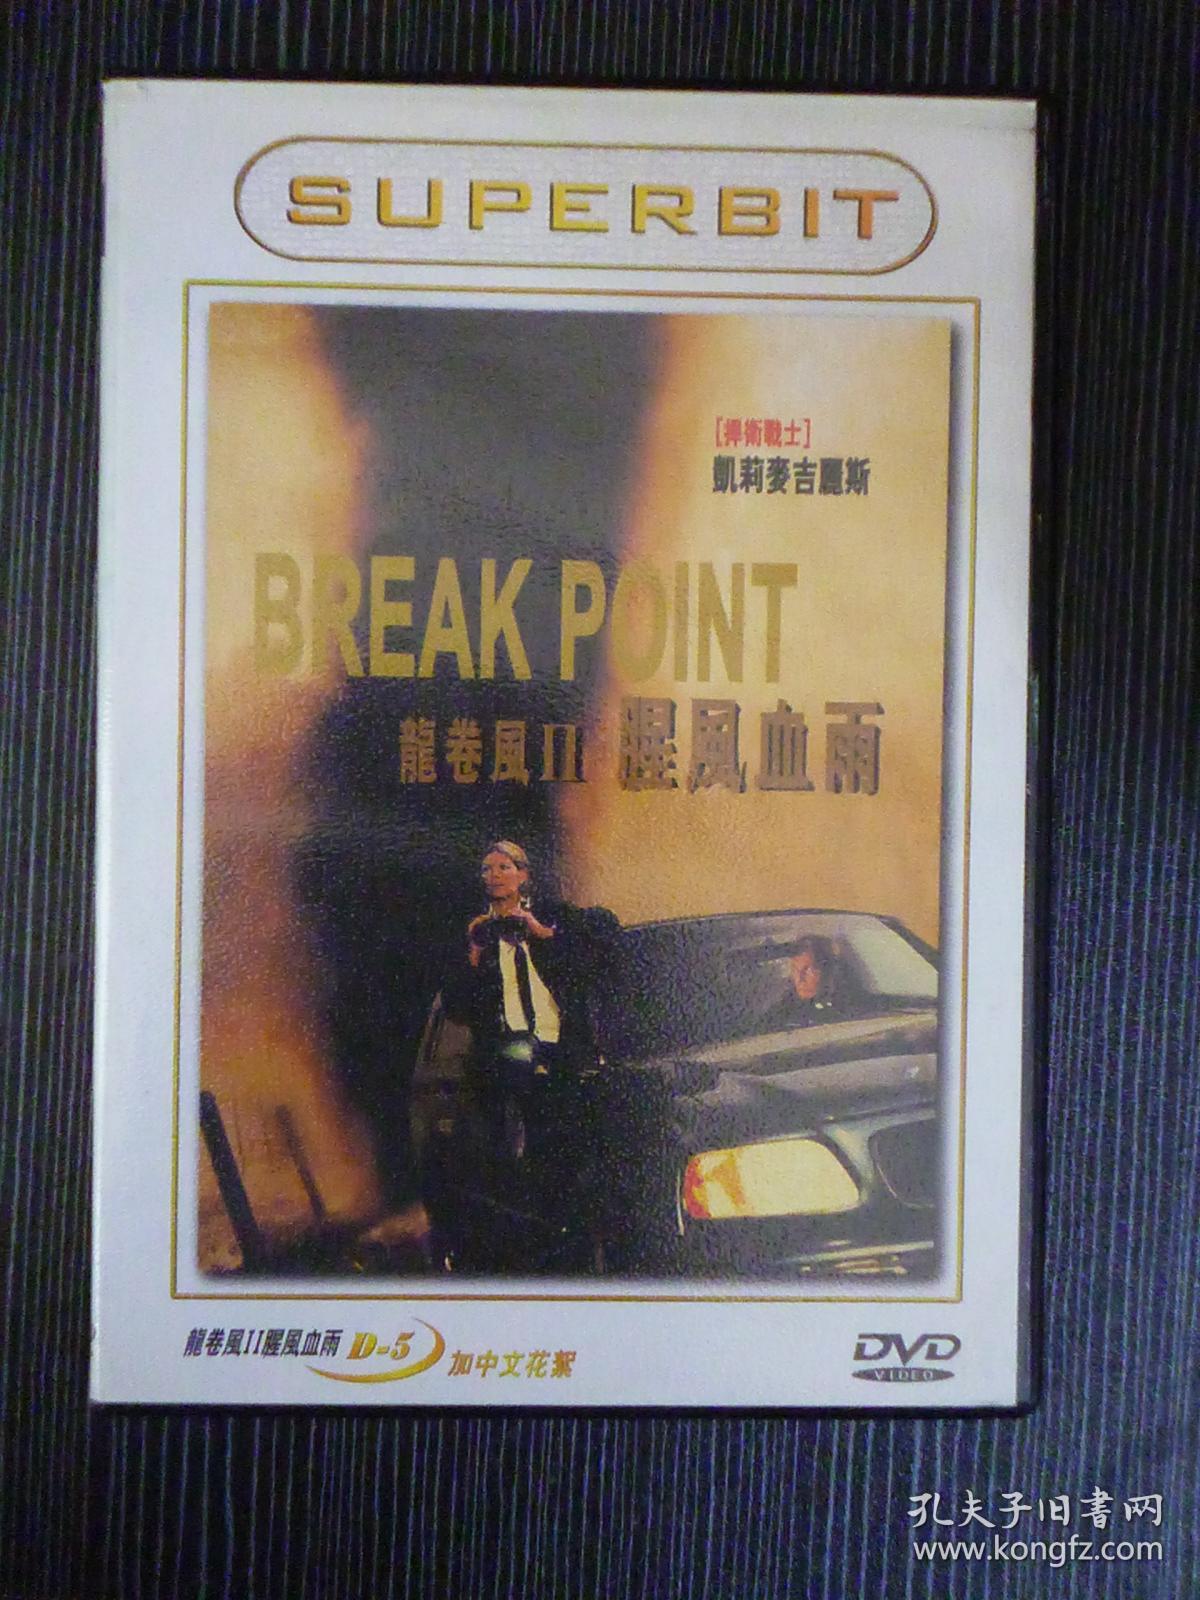 SUPERBIT
[捍衛戰士]
凱莉麥吉麗斯
BREAK POINT
龍卷風II 腥風血雨
龍卷風II腥風血雨 D-5 加中文花絮
DVD
VIDEO
孔夫子旧書网
www.kongfz.com